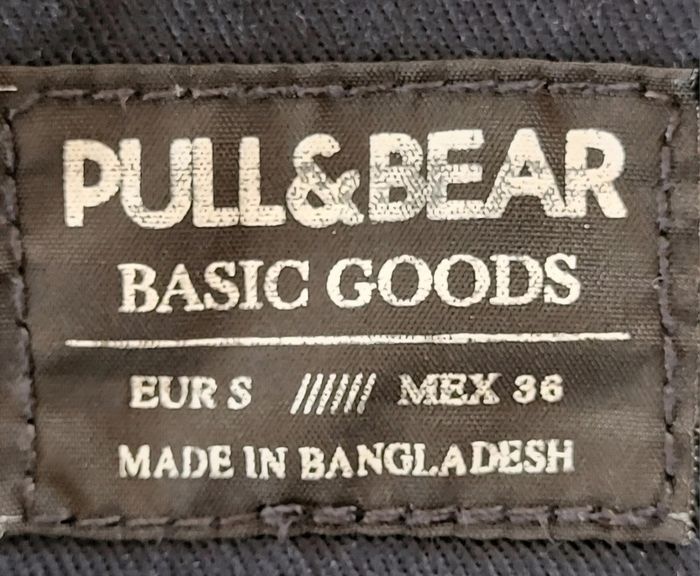 PULL&BEAR
BASIC GOODS
EUR S /////// MEX 36
MADE IN BANGLADESH